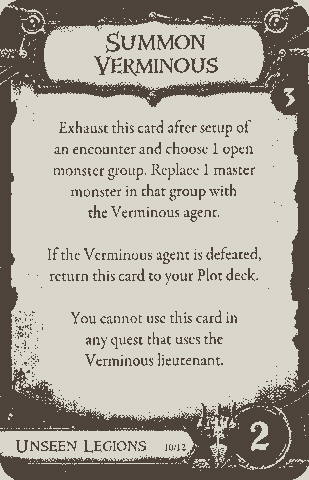 SUMMON
VERMINOUS
3
Exhaust this card after setup of
an encounter and choose 1 open
monster group. Replace 1 master
monster in that group with
the Verminous agent.
If the Verminous agent is defeated,
return this card to your Plot deck.
You cannot use this card in
any quest that uses the
Verminous lieutenant.
UNSEEN LEGIONS 10/12
2